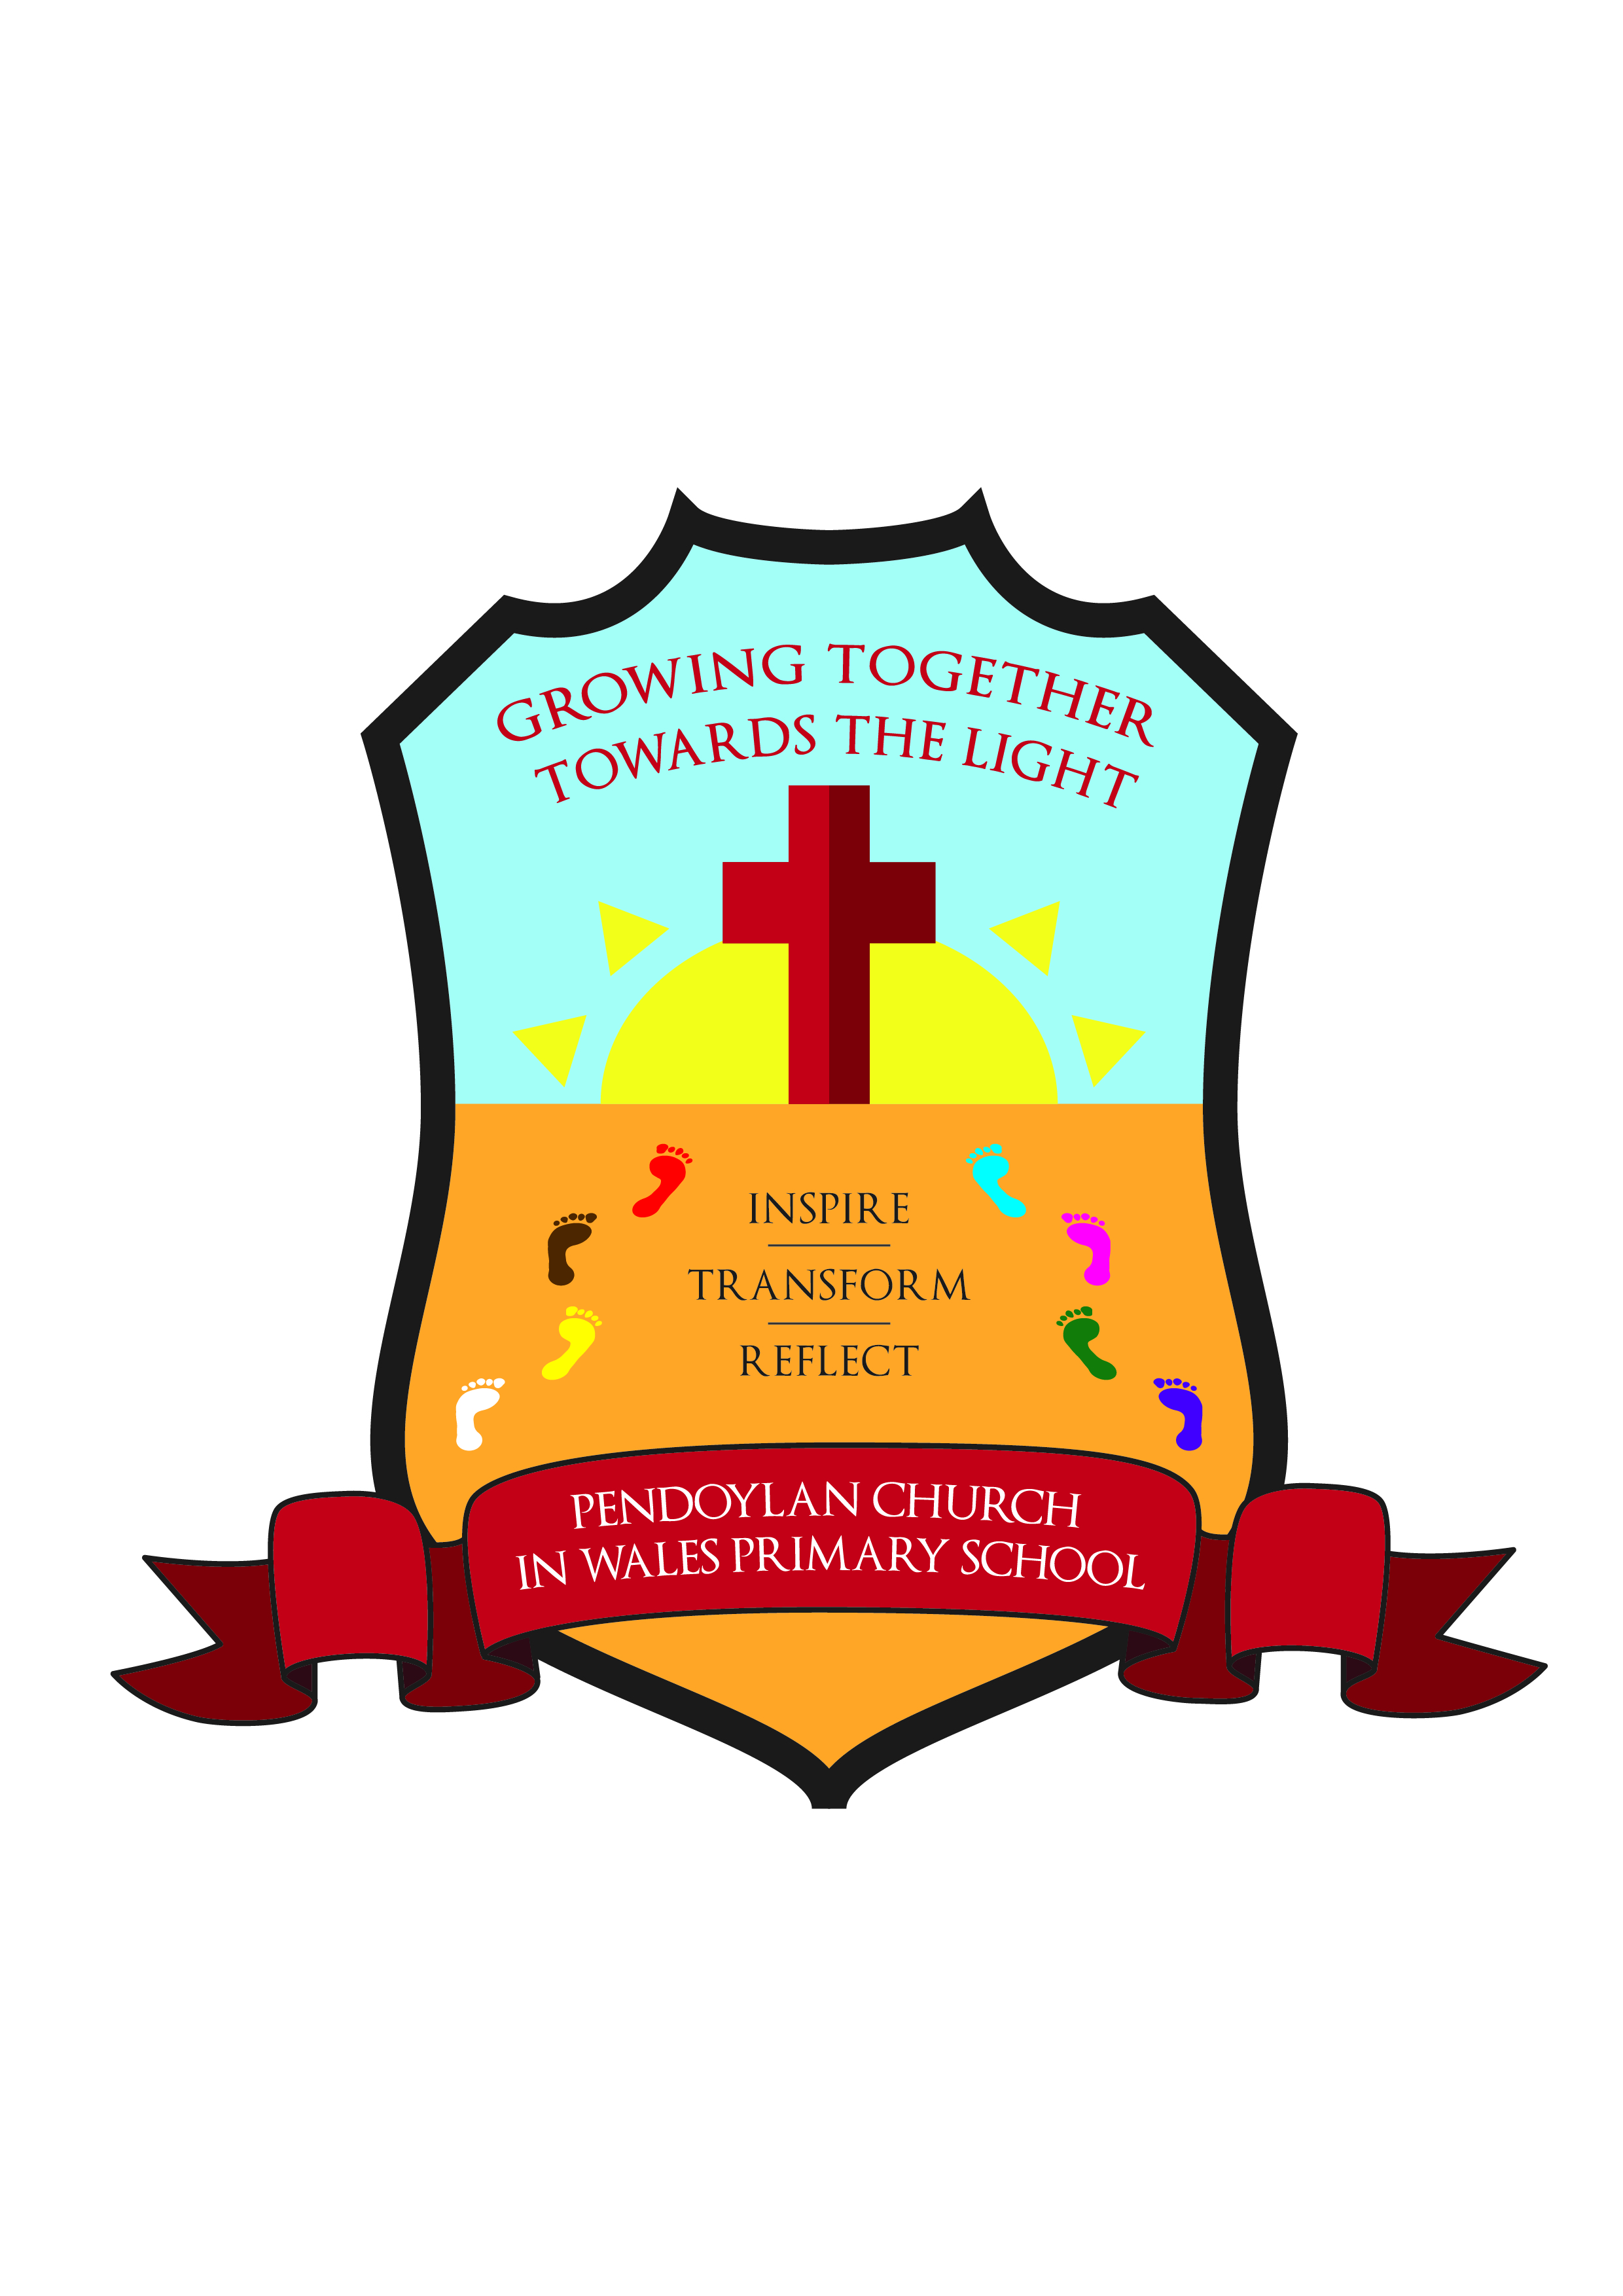 GROWING TOGETHER
TOWARDS THE LIGHT
INSPIRE
TRANSFORM
REFLECT
PENDOYLAN CHURCH
IN WALES PRIMARY SCHOOL